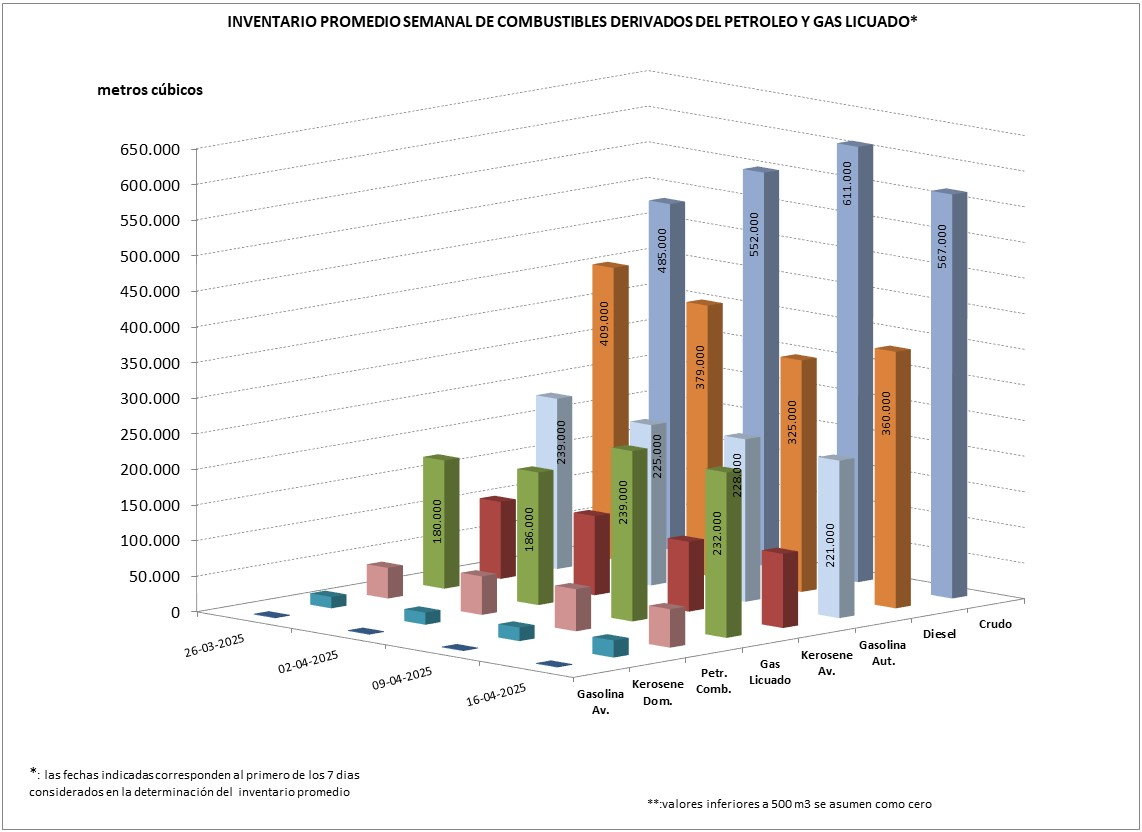 INVENTARIO PROMEDIO SEMANAL DE COMBUSTIBLES DERIVADOS DEL PETROLEO Y GAS LICUADO*
metros cúbicos
650.000
600.000
550.000
500.000
450.000
400.000
350.000
300.000
250.000
200.000
150.000
100.000
50.000
0
485.000
552.000
611.000
567.000
409.000
379.000
325.000
360.000
239.000
225.000
228.000
221.000
180.000
186.000
239.000
232.000
26-03-2025
02-04-2025
09-04-2025
16-04-2025
Gasolina
Av.
Kerosene
Dom.
Petr.
Comb.
Gas
Licuado
Kerosene
Av.
Gasolina
Aut.
Diesel
Crudo
*: las fechas indicadas corresponden al primero de los 7 dias
considerados en la determinación del inventario promedio
**:valores inferiores a 500 m3 se asumen como cero